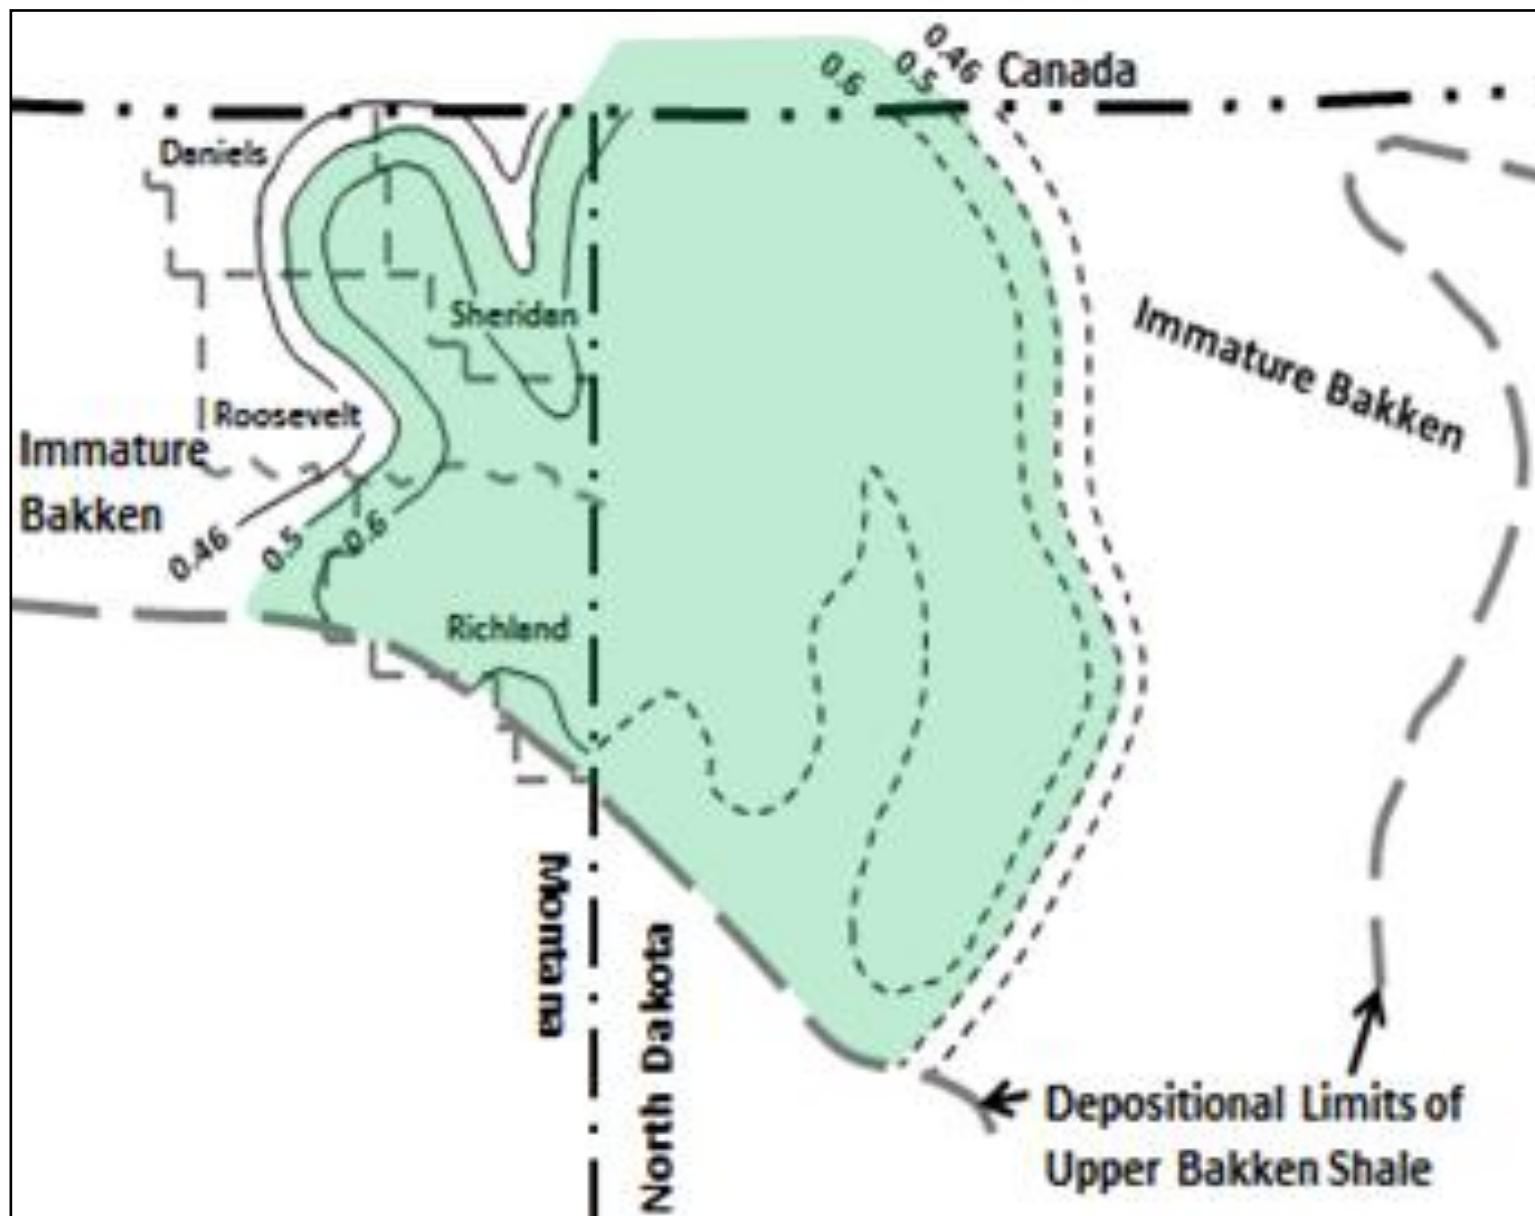 0.6
0.5
0.46
Canada
Daniels
Sheridan
Immature Bakken
Roosevelt
Immature
Bakken
0.46
0.5
0.6
Richland
Montana
North Dakota
Depositional Limits of
Upper Bakken Shale